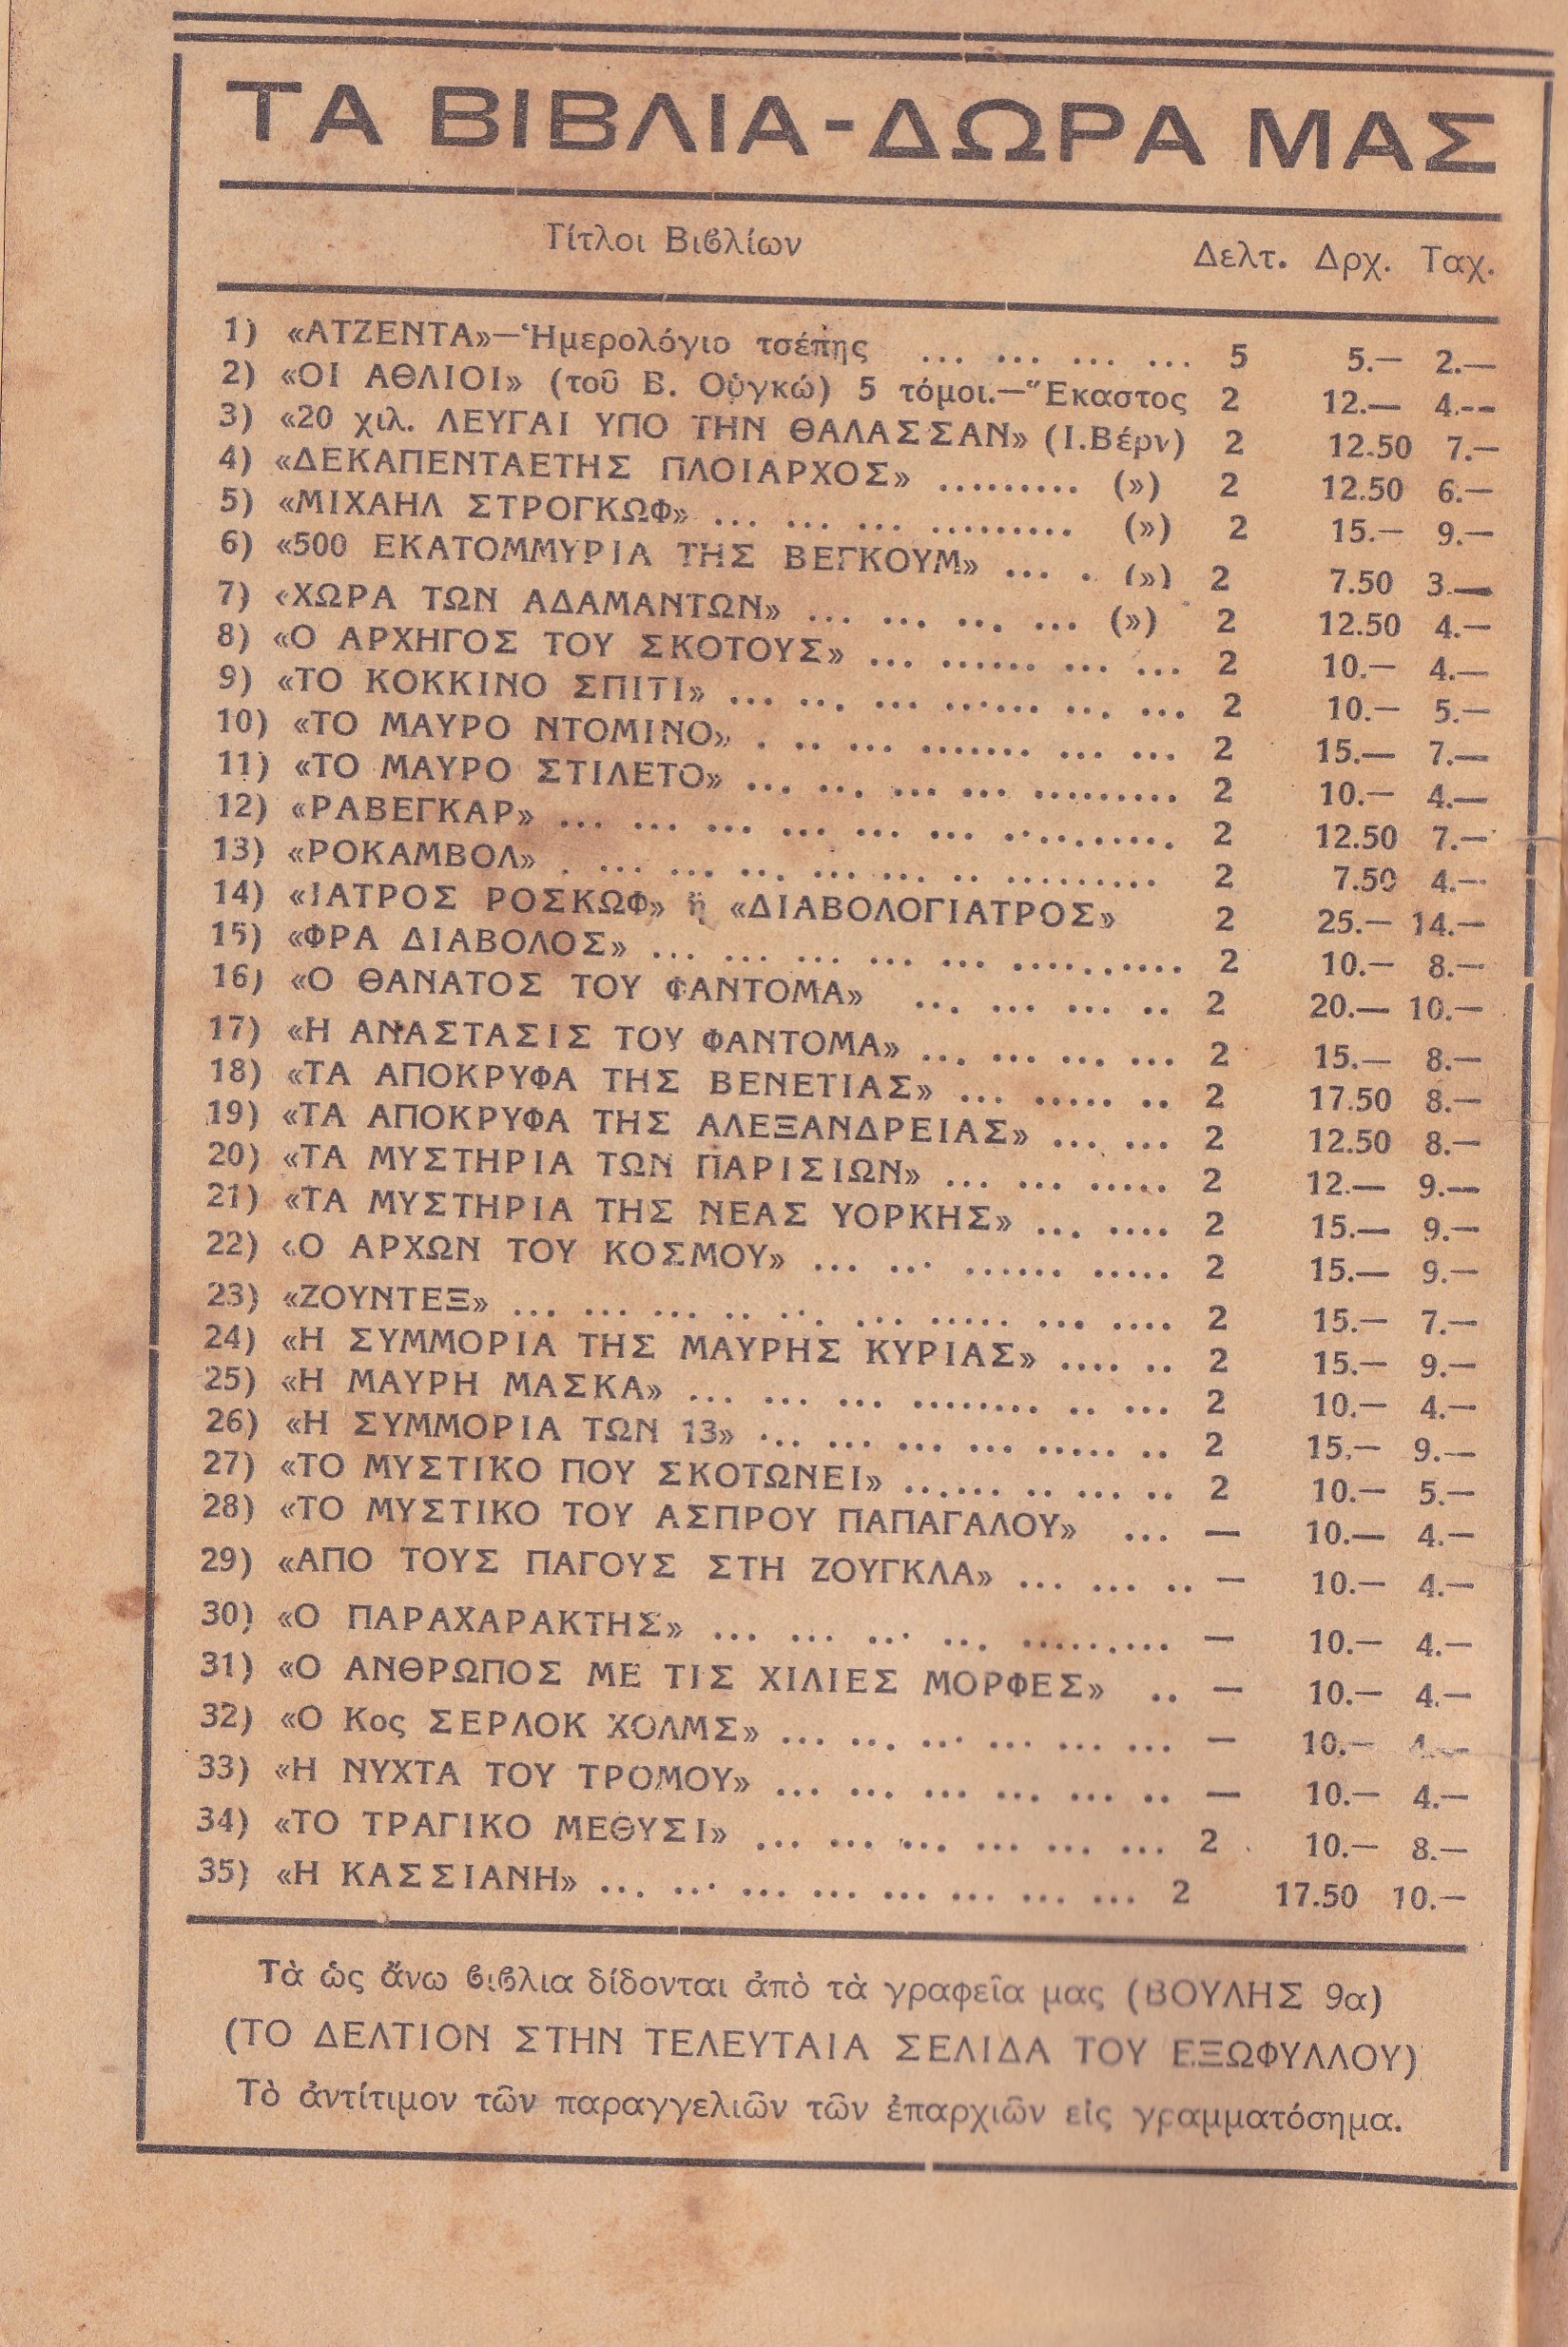 ΤΑ ΒΙΒΛΙΑ-ΔΩΡΑ ΜΑΣ
Τίτλοι Βιβλίων Δελτ. Δρχ. Ταχ.
1) «ΑΤΖΕΝΤΑ»—Ἡμερολόγιο τσέπης ... ... ... ... 5 5.— 2.—
2) «ΟΙ ΑΘΛΙΟΙ» (τοῦ Β. Οὑγκώ) 5 τόμοι.—Ἕκαστος 2 12.— 4.--
3) «20 χιλ. ΛΕΥΓΑΙ ΥΠΟ ΤΗΝ ΘΑΛΑΣΣΑΝ» (Ι.Βέρν) 2 12.50 7.—
4) «ΔΕΚΑΠΕΝΤΑΕΤΗΣ ΠΛΟΙΑΡΧΟΣ» ......... (») 2 12.50 6.—
5) «ΜΙΧΑΗΛ ΣΤΡΟΓΚΩΦ» ... ... ... ......... (») 2 15.— 9.—
6) «500 ΕΚΑΤΟΜΜΥΡΙΑ ΤΗΣ ΒΕΓΚΟΥΜ» ... . (») 2 7.50 3.—
7) «ΧΩΡΑ ΤΩΝ ΑΔΑΜΑΝΤΩΝ» ... ... ... ... (») 2 12.50 4.—
8) «Ο ΑΡΧΗΓΟΣ ΤΟΥ ΣΚΟΤΟΥΣ» ... ...... ... ... 2 10.— 4.—
9) «ΤΟ ΚΟΚΚΙΝΟ ΣΠΙΤΙ» ... ... ... ...... ... ... 2 10.— 5.—
10) «ΤΟ ΜΑΥΡΟ ΝΤΟΜΙΝΟ» . .. ... ....... ... ... 2 15.— 7.—
11) «ΤΟ ΜΑΥΡΟ ΣΤΙΛΕΤΟ» ... ... ... ... ......... 2 10.— 4.—
12) «ΡΑΒΕΓΚΑΡ» ... ... ... ... ... ... ........... 2 12.50 7.—
13) «ΡΟΚΑΜΒΟΛ» . ... ... ... ... ... .. ......... 2 7.50 4.—
14) «ΙΑΤΡΟΣ ΡΟΣΚΩΦ» ἢ «ΔΙΑΒΟΛΟΓΙΑΤΡΟΣ» 2 25.— 14.—
15) «ΦΡΑ ΔΙΑΒΟΛΟΣ» ... ... ... ... ... ........... 2 10.— 8.—
16) «Ο ΘΑΝΑΤΟΣ ΤΟΥ ΦΑΝΤΟΜΑ» ... ... ... .. 2 20.— 10.—
17) «Η ΑΝΑΣΤΑΣΙΣ ΤΟΥ ΦΑΝΤΟΜΑ» ... ... ... ... 2 15.— 8.—
18) «ΤΑ ΑΠΟΚΡΥΦΑ ΤΗΣ ΒΕΝΕΤΙΑΣ» ... ..... .. 2 17.50 8.—
19) «ΤΑ ΑΠΟΚΡΥΦΑ ΤΗΣ ΑΛΕΞΑΝΔΡΕΙΑΣ» ... ... 2 12.50 8.—
20) «ΤΑ ΜΥΣΤΗΡΙΑ ΤΩΝ ΠΑΡΙΣΙΩΝ» ... ... ..... 2 12.— 9.—
21) «ΤΑ ΜΥΣΤΗΡΙΑ ΤΗΣ ΝΕΑΣ ΥΟΡΚΗΣ» ... .... 2 15.— 9.—
22) «Ο ΑΡΧΩΝ ΤΟΥ ΚΟΣΜΟΥ» ... ... ...... ..... 2 15.— 9.—
23) «ΖΟΥΝΤΕΞ» ... ... ... .. ... ... ..... ... .... 2 15.— 7.—
24) «Η ΣΥΜΜΟΡΙΑ ΤΗΣ ΜΑΥΡΗΣ ΚΥΡΙΑΣ» .... .. 2 15.— 9.—
25) «Η ΜΑΥΡΗ ΜΑΣΚΑ» ... ... ... ........ .. ... 2 10.— 4.—
26) «Η ΣΥΜΜΟΡΙΑ ΤΩΝ 13» ... ... ... ... ..... .. 2 15.— 9.—
27) «ΤΟ ΜΥΣΤΙΚΟ ΠΟΥ ΣΚΟΤΩΝΕΙ» ...... .. ... .. 2 10.— 5.—
28) «ΤΟ ΜΥΣΤΙΚΟ ΤΟΥ ΑΣΠΡΟΥ ΠΑΠΑΓΑΛΟΥ» ... — 10.— 4.—
29) «ΑΠΟ ΤΟΥΣ ΠΑΓΟΥΣ ΣΤΗ ΖΟΥΓΚΛΑ» ... ... .. — 10.— 4.—
30) «Ο ΠΑΡΑΧΑΡΑΚΤΗΣ» ... ... ... ... ......... — 10.— 4.—
31) «Ο ΑΝΘΡΩΠΟΣ ΜΕ ΤΙΣ ΧΙΛΙΕΣ ΜΟΡΦΕΣ» .. — 10.— 4.—
32) «Ο Κος ΣΕΡΛΟΚ ΧΟΛΜΣ» ... ... ... ... ... ... — 10.— 4.—
33) «Η ΝΥΧΤΑ ΤΟΥ ΤΡΟΜΟΥ» ... ... ... ... ... .. — 10.— 4.—
34) «ΤΟ ΤΡΑΓΙΚΟ ΜΕΘΥΣΙ» ... ... ... ... ... ... 2 10.— 8.—
35) «Η ΚΑΣΣΙΑΝΗ» ... ... ... ... ... ... ... ... 2 17.50 10.—
Τὰ ὡς ἄνω βιβλια δίδονται ἀπὸ τὰ γραφεῖα μας (ΒΟΥΛΗΣ 9α)
(ΤΟ ΔΕΛΤΙΟΝ ΣΤΗΝ ΤΕΛΕΥΤΑΙΑ ΣΕΛΙΔΑ ΤΟΥ ΕΞΩΦΥΛΛΟΥ)
Τὸ ἀντίτιμον τῶν παραγγελιῶν τῶν ἐπαρχιῶν εἰς γραμματόσημα.